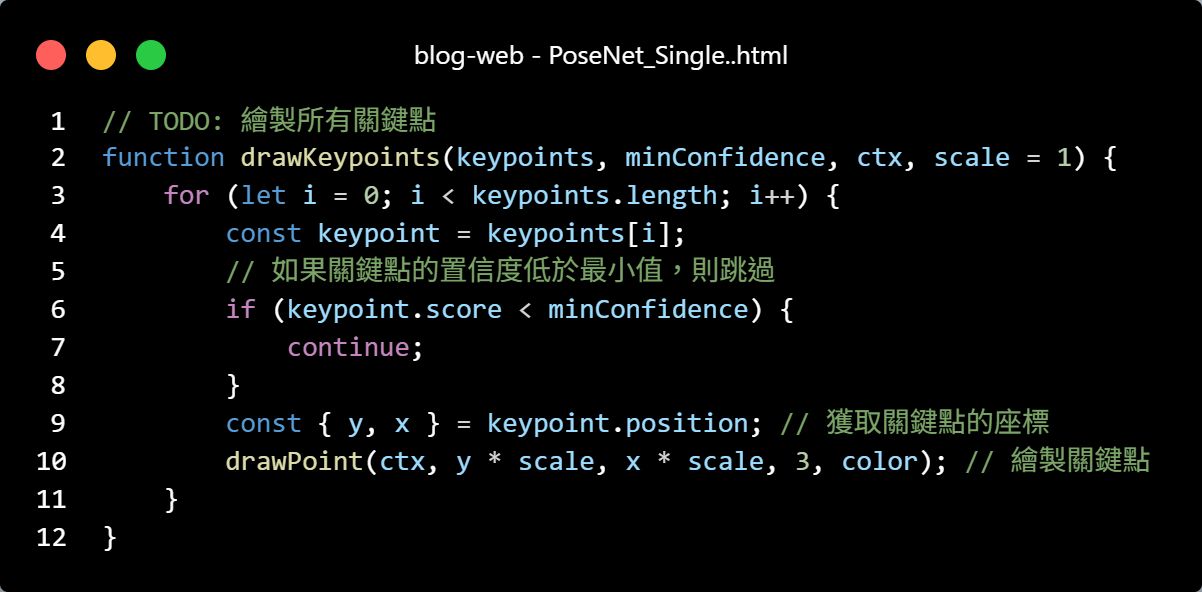 blog-web - PoseNet_Single..html
1 // TODO: 繪製所有關鍵點
2 function drawKeypoints(keypoints, minConfidence, ctx, scale = 1) {
3     for (let i = 0; i < keypoints.length; i++) {
4         const keypoint = keypoints[i];
5         // 如果關鍵點的置信度低於最小值，則跳過
6         if (keypoint.score < minConfidence) {
7             continue;
8         }
9         const { y, x } = keypoint.position; // 獲取關鍵點的座標
10         drawPoint(ctx, y * scale, x * scale, 3, color); // 繪製關鍵點
11     }
12 }